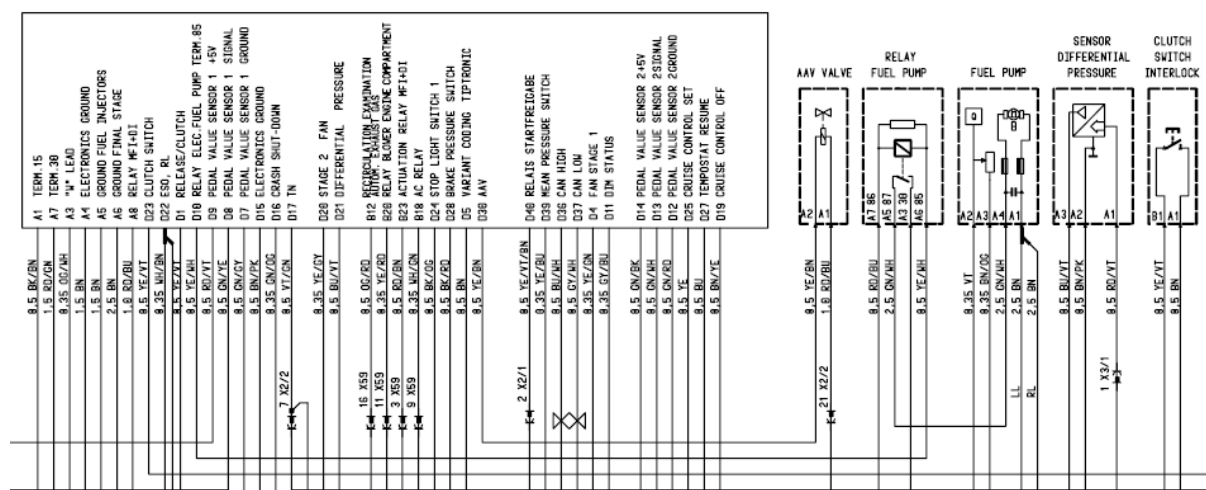 A1 TERM.15
A7 TERM.30
A3 "W" LEAD
A4 ELECTRONICS GROUND
A5 GROUND FUEL INJECTORS
A6 GROUND FINAL STAGE
A8 RELAY MFI+DI
D23 CLUTCH SWITCH
D22 ESO, RL
D1 RELEASE/CLUTCH
D10 RELAY ELEC.FUEL PUMP TERM.85
D9 PEDAL VALUE SENSOR 1 +5V
D8 PEDAL VALUE SENSOR 1 SIGNAL
D7 PEDAL VALUE SENSOR 1 GROUND
D15 ELECTRONICS GROUND
D16 CRASH SHUT-DOWN
D17 TN
D20 STAGE 2 FAN
D21 DIFFERENTIAL PRESSURE
B12 RECIRCULATION EXAMINATION
AUTOM. EXHAUST GAS
B20 RELAY BLOWER ENGINE COMPARTMENT
B23 ACTUATION RELAY MFI+DI
B18 AC RELAY
D24 STOP LIGHT SWITCH 1
D28 BRAKE PRESSURE SWITCH
D5 VARIANT CODING TIPTRONIC
D30 AAV
D40 RELAIS STARTFREIGABE
D39 MEAN PRESSURE SWITCH
D36 CAN HIGH
D37 CAN LOW
D4 FAN STAGE 1
D11 DIM STATUS
D14 PEDAL VALUE SENSOR 2+5V
D13 PEDAL VALUE SENSOR 2SIGNAL
D12 PEDAL VALUE SENSOR 2GROUND
D25 CRUISE CONTROL SET
D27 TEMPOSTAT RESUME
D19 CRUISE CONTROL OFF
AAV VALVE
RELAY
FUEL PUMP
FUEL PUMP
SENSOR
DIFFERENTIAL
PRESSURE
CLUTCH
SWITCH
INTERLOCK
A2 A1
A7 86
A5 87
A3 30
A6 85
A2 A3 A4 A1
A3 A2 A1
B1 A1
0,5 BK/BN
1,5 RD/GN
0,35 OG/WH
1,5 BN
1,5 BN
2,5 BN
1,0 RD/BU
0,5 YE/VT
0,35 WH/BN
0,5 YE/VT
0,5 YE/WH
0,5 RD/VT
0,5 GN/YE
0,5 GN/GY
0,5 BN/PK
0,35 GN/OG
0,5 VT/GN
0,35 YE/GY
0,5 BU/VT
0,5 OG/RD
0,35 YE/RD
0,5 RD/BN
0,35 WH/GN
0,5 BK/OG
0,5 BK/RD
0,5 BN
0,5 YE/BN
0,5 YE/VT/BN
0,35 YE/BU
0,5 BU/WH
0,5 GY/WH
0,35 YE/GN
0,35 GY/BU
0,5 GN/BK
0,5 GN/WH
0,5 GN/RD
0,5 YE
0,5 BU
0,5 BN/YE
0,5 YE/BN
1,0 RD/BU
0,5 RD/BU
2,5 GN/WH
0,5 RD/VT
0,5 YE/WH
0,35 VT
0,35 BN/OG
2,5 GN/WH
2,5 BN
2,5 BN
0,5 BU/VT
0,5 BN/PK
0,5 RD/VT
0,5 YE/VT
0,5 BN
7 X2/2
16 X59
11 X59
3 X59
9 X59
2 X2/1
21 X2/2
LL
RL
1 X3/1